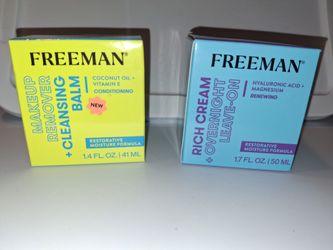 FREEMAN®
MAKEUP
REMOVER
+ CLEANSING
BALM
COCONUT OIL +
VITAMIN E
CONDITIONING
NEW
RESTORATIVE
MOISTURE FORMULA
1.4 FL. OZ. | 41 ML
FREEMAN®
RICH CREAM
+ OVERNIGHT
LEAVE-ON
HYALURONIC ACID +
MAGNESIUM
RENEWING
RESTORATIVE
MOISTURE FORMULA
1.7 FL. OZ. | 50 ML